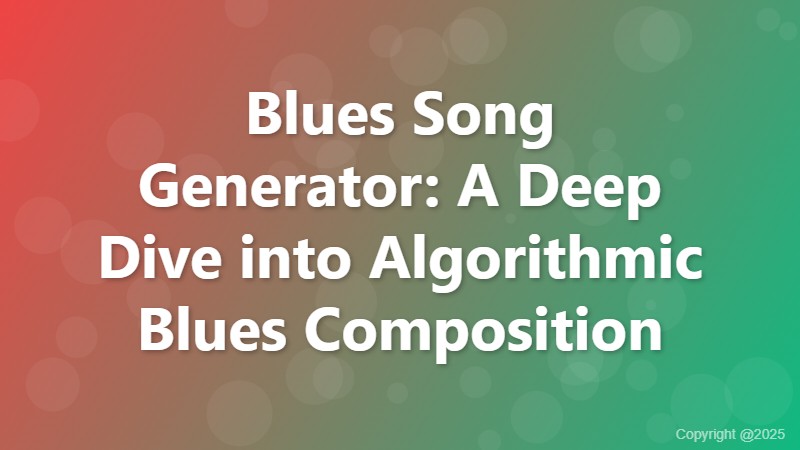 Blues Song
Generator: A Deep
Dive into Algorithmic
Blues Composition
Copyright @2025